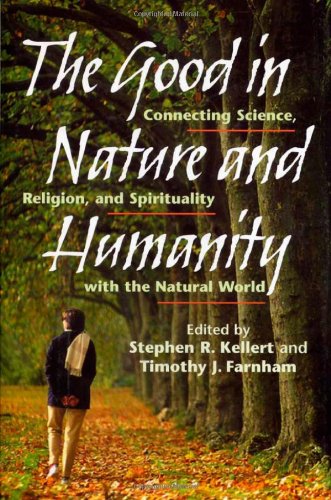 The Good in
Connecting Science,
Nature and
Religion, and Spirituality
Humanity
with the Natural World
Edited by
Stephen R. Kellert and
Timothy J. Farnham